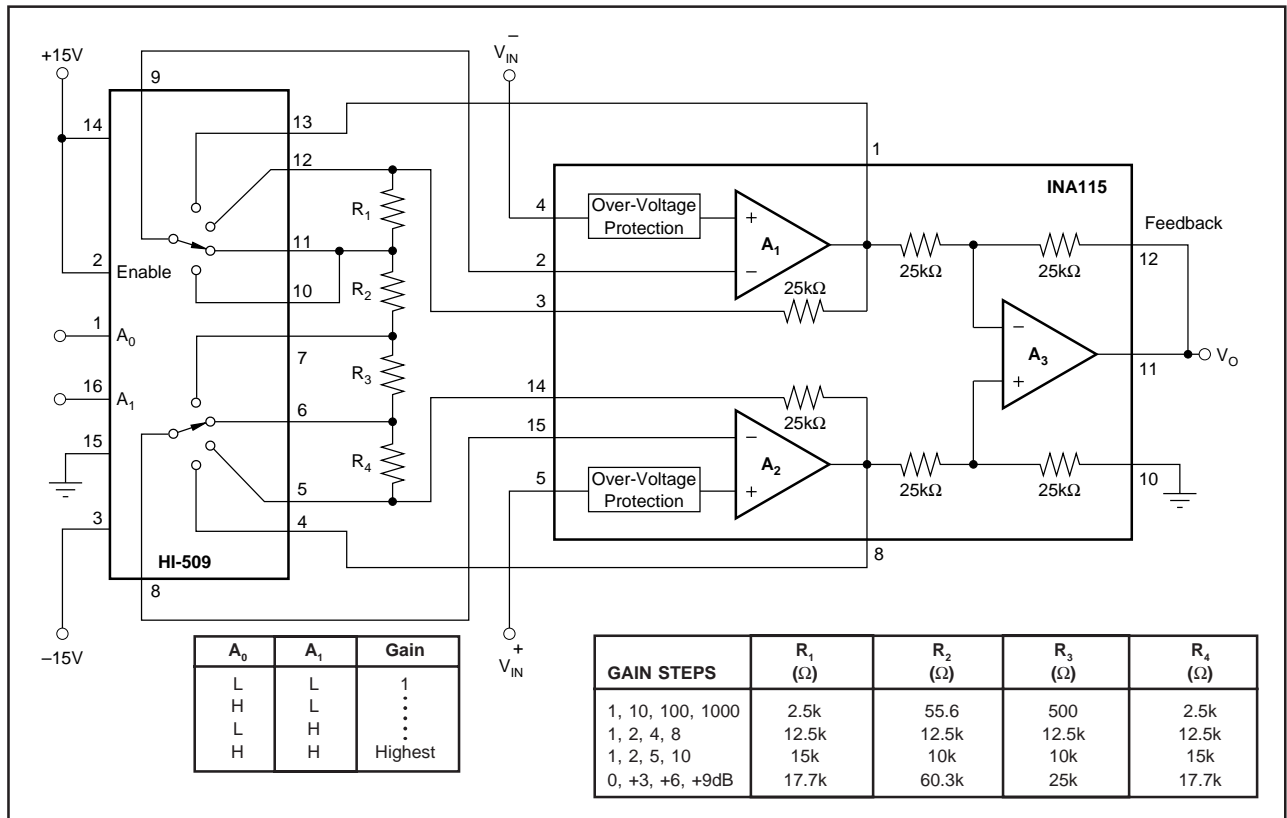 +15V
9
V⁻IN
14
13
12
R1
11
2
Enable
10
R2
1
A0
7
R3
16
A1
6
15
R4
5
4
3
HI-509
8
–15V
1
INA115
4
Over-Voltage
Protection
+
A1
–
2
3
25kΩ
25kΩ
25kΩ
Feedback
12
–
A3
+
11
VO
14
25kΩ
15
–
A2
+
5
Over-Voltage
Protection
25kΩ
25kΩ
10
8
V⁺IN
A0 A1 Gain
L L 1
H L ⋮
L H ⋮
H H Highest
GAIN STEPS R1 (Ω) R2 (Ω) R3 (Ω) R4 (Ω)
1, 10, 100, 1000 2.5k 55.6 500 2.5k
1, 2, 4, 8 12.5k 12.5k 12.5k 12.5k
1, 2, 5, 10 15k 10k 10k 15k
0, +3, +6, +9dB 17.7k 60.3k 25k 17.7k